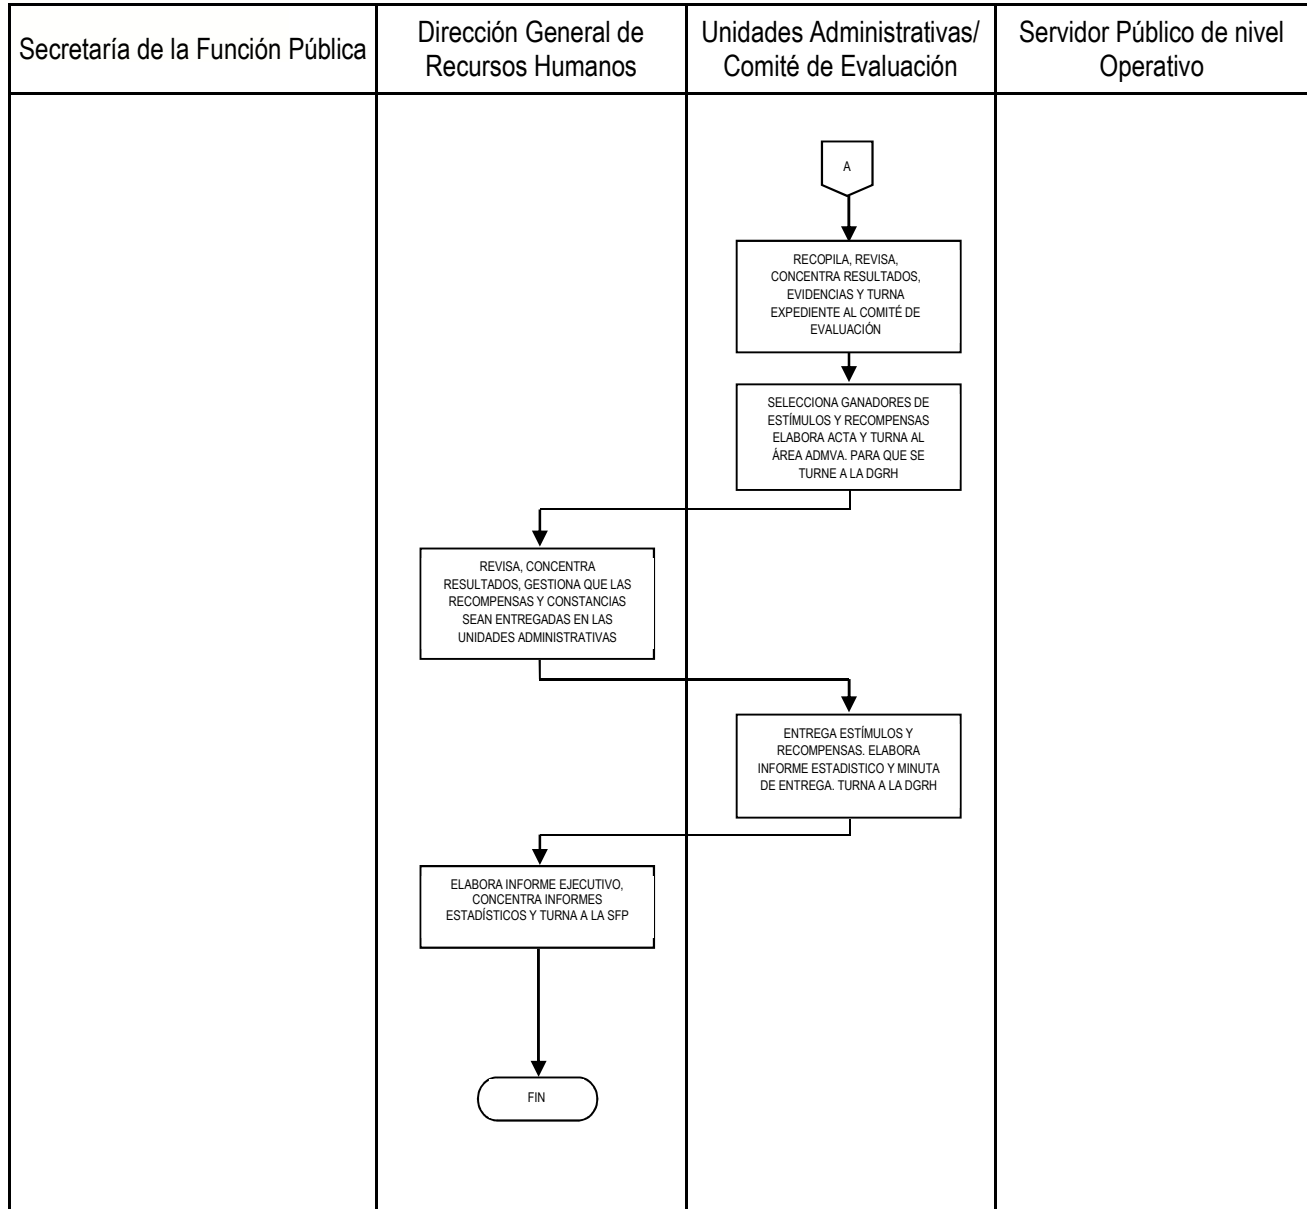 Secretaría de la Función Pública
Dirección General de
Recursos Humanos
Unidades Administrativas/
Comité de Evaluación
Servidor Público de nivel
Operativo
A
RECOPILA, REVISA,
CONCENTRA RESULTADOS,
EVIDENCIAS Y TURNA
EXPEDIENTE AL COMITÉ DE
EVALUACIÓN
SELECCIONA GANADORES DE
ESTÍMULOS Y RECOMPENSAS
ELABORA ACTA Y TURNA AL
ÁREA ADMVA. PARA QUE SE
TURNE A LA DGRH
REVISA, CONCENTRA
RESULTADOS, GESTIONA QUE LAS
RECOMPENSAS Y CONSTANCIAS
SEAN ENTREGADAS EN LAS
UNIDADES ADMINISTRATIVAS
ENTREGA ESTÍMULOS Y
RECOMPENSAS. ELABORA
INFORME ESTADISTICO Y MINUTA
DE ENTREGA. TURNA A LA DGRH
ELABORA INFORME EJECUTIVO,
CONCENTRA INFORMES
ESTADÍSTICOS Y TURNA A LA SFP
FIN